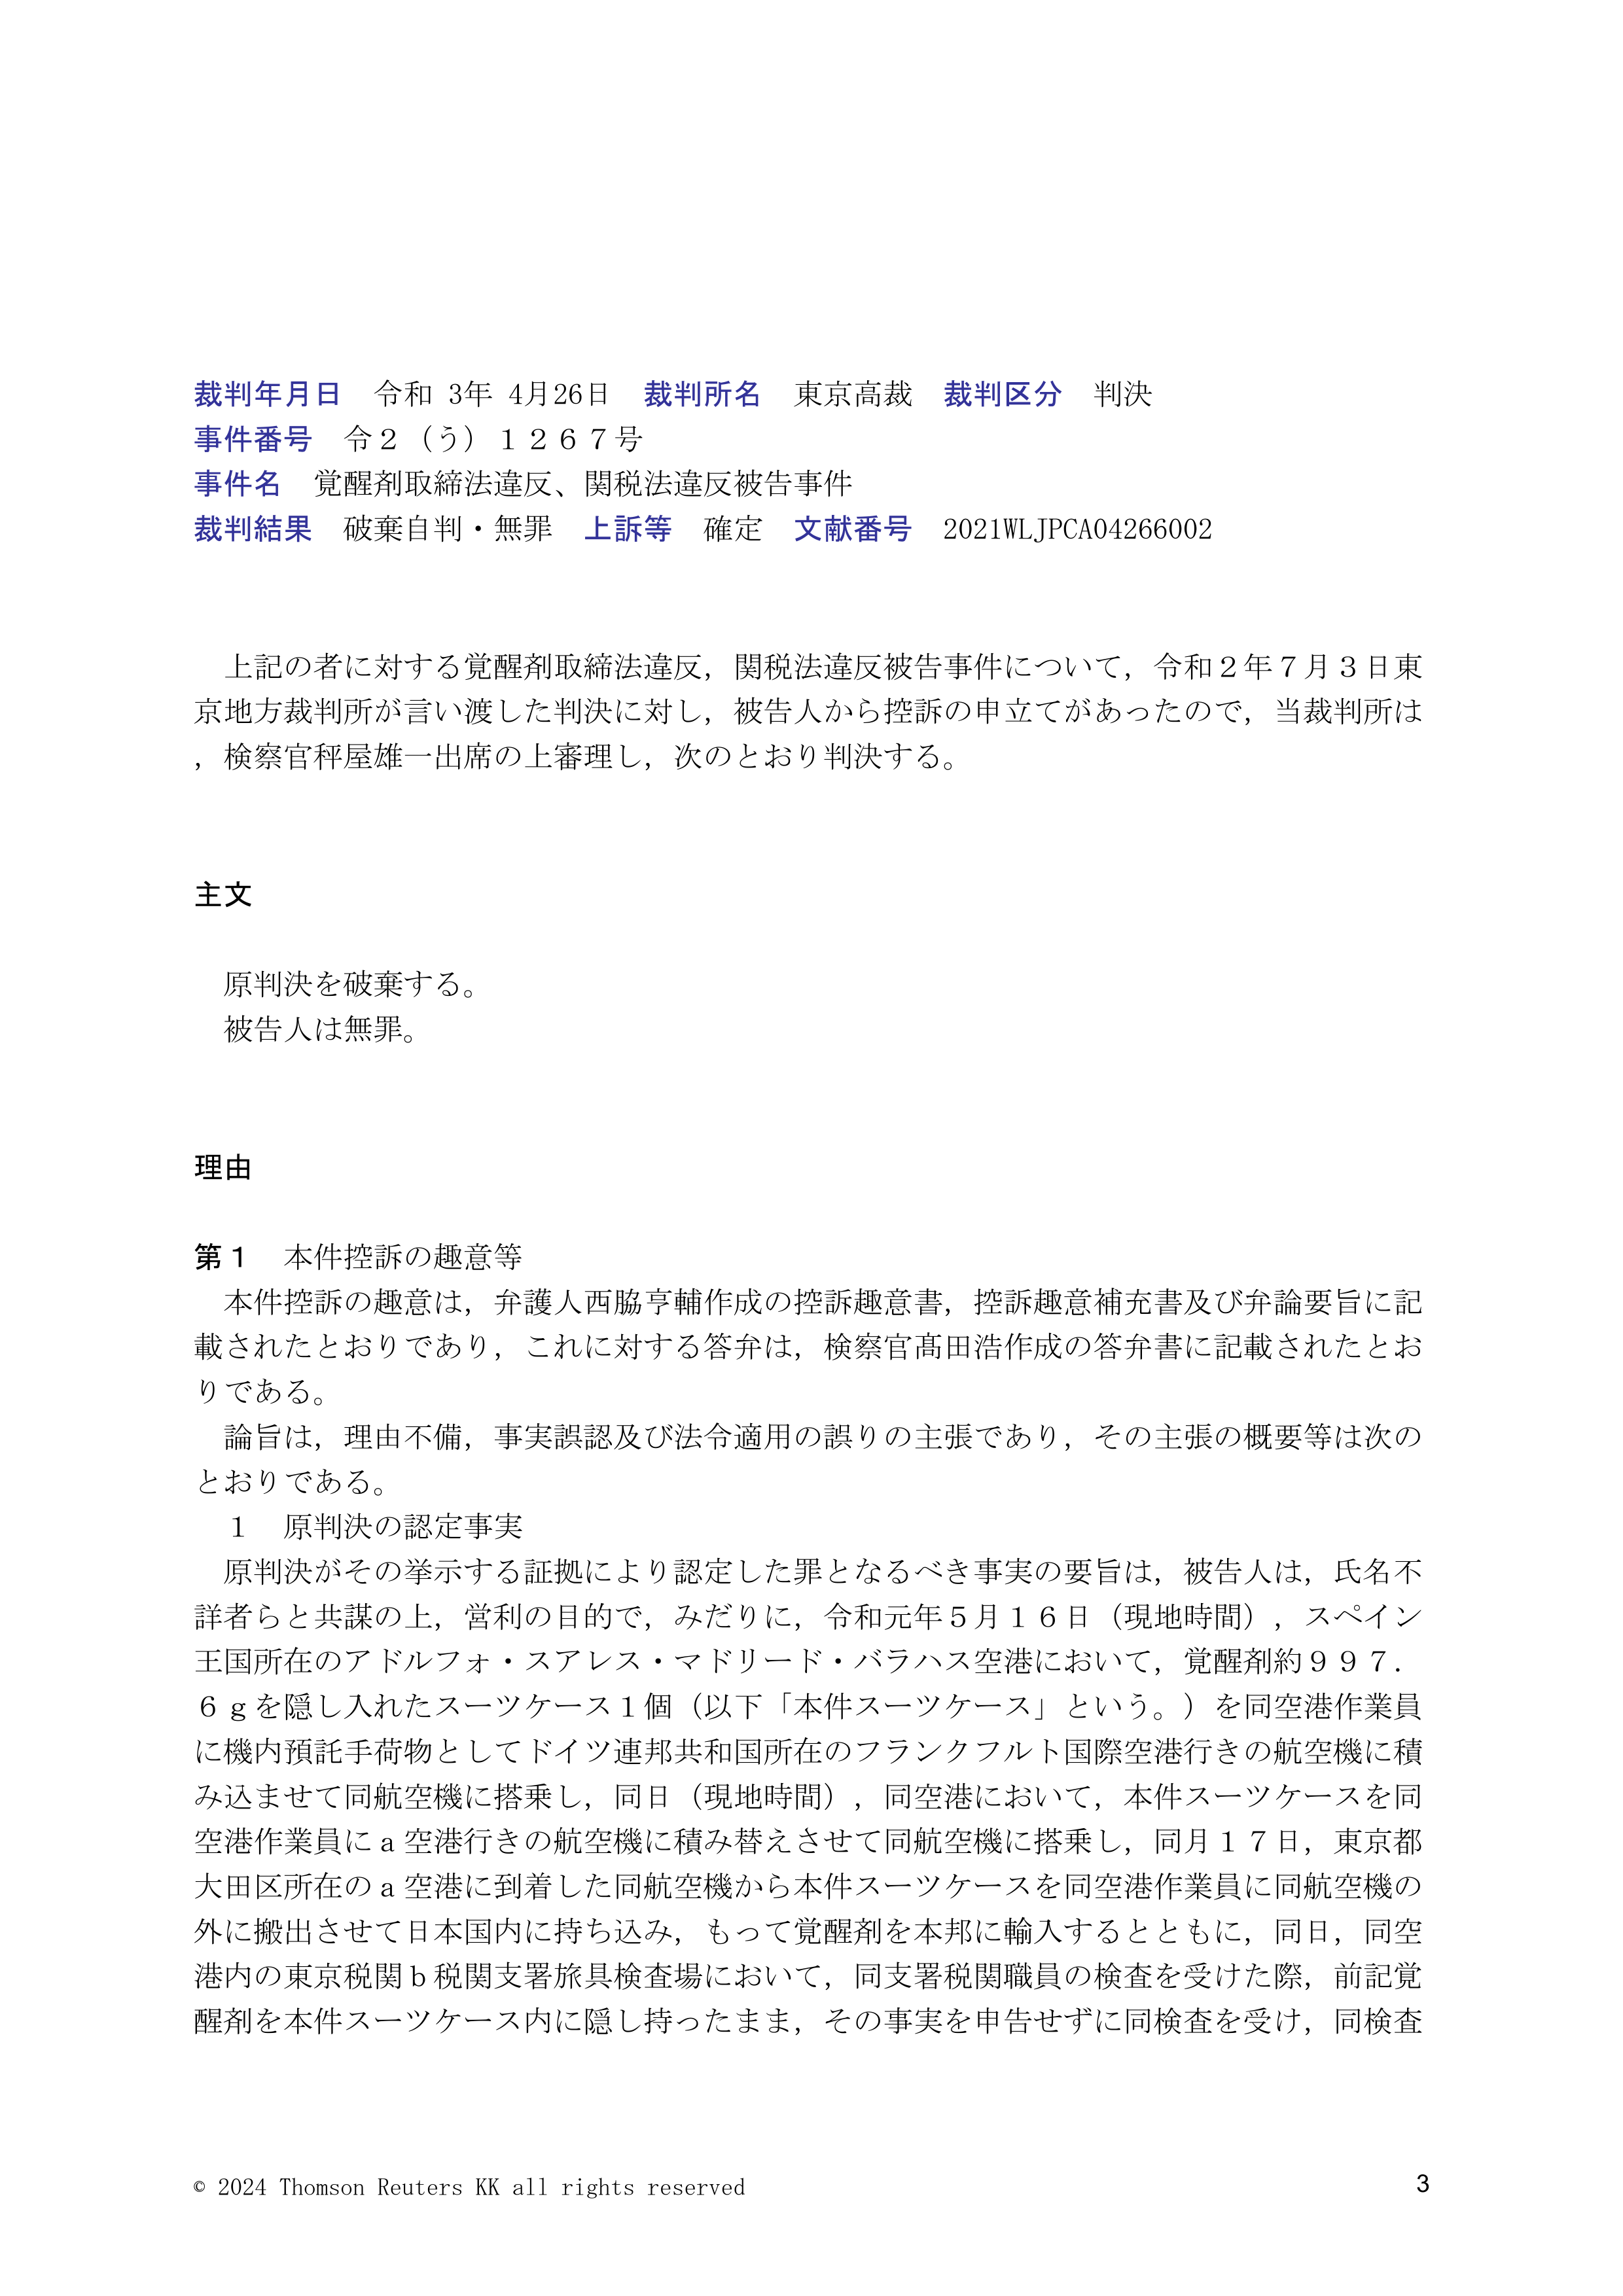 裁判年月日　令和 3年 4月26日　裁判所名　東京高裁　裁判区分　判決
事件番号　令２（う）１２６７号
事件名　覚醒剤取締法違反、関税法違反被告事件
裁判結果　破棄自判・無罪　上訴等　確定　文献番号　2021WLJPCA04266002
上記の者に対する覚醒剤取締法違反，関税法違反被告事件について，令和２年７月３日東
京地方裁判所が言い渡した判決に対し，被告人から控訴の申立てがあったので，当裁判所は
，検察官秤屋雄一出席の上審理し，次のとおり判決する。
主文
原判決を破棄する。
被告人は無罪。
理由
第１　本件控訴の趣意等
本件控訴の趣意は，弁護人西脇亨輔作成の控訴趣意書，控訴趣意補充書及び弁論要旨に記
載されたとおりであり，これに対する答弁は，検察官髙田浩作成の答弁書に記載されたとお
りである。
論旨は，理由不備，事実誤認及び法令適用の誤りの主張であり，その主張の概要等は次の
とおりである。
１　原判決の認定事実
原判決がその挙示する証拠により認定した罪となるべき事実の要旨は，被告人は，氏名不
詳者らと共謀の上，営利の目的で，みだりに，令和元年５月１６日（現地時間），スペイン
王国所在のアドルフォ・スアレス・マドリード・バラハス空港において，覚醒剤約９９７．
６ｇを隠し入れたスーツケース１個（以下「本件スーツケース」という。）を同空港作業員
に機内預託手荷物としてドイツ連邦共和国所在のフランクフルト国際空港行きの航空機に積
み込ませて同航空機に搭乗し，同日（現地時間），同空港において，本件スーツケースを同
空港作業員にａ空港行きの航空機に積み替えさせて同航空機に搭乗し，同月１７日，東京都
大田区所在のａ空港に到着した同航空機から本件スーツケースを同空港作業員に同航空機の
外に搬出させて日本国内に持ち込み，もって覚醒剤を本邦に輸入するとともに，同日，同空
港内の東京税関ｂ税関支署旅具検査場において，同支署税関職員の検査を受けた際，前記覚
醒剤を本件スーツケース内に隠し持ったまま，その事実を申告せずに同検査を受け，同検査
© 2024 Thomson Reuters KK all rights reserved
3